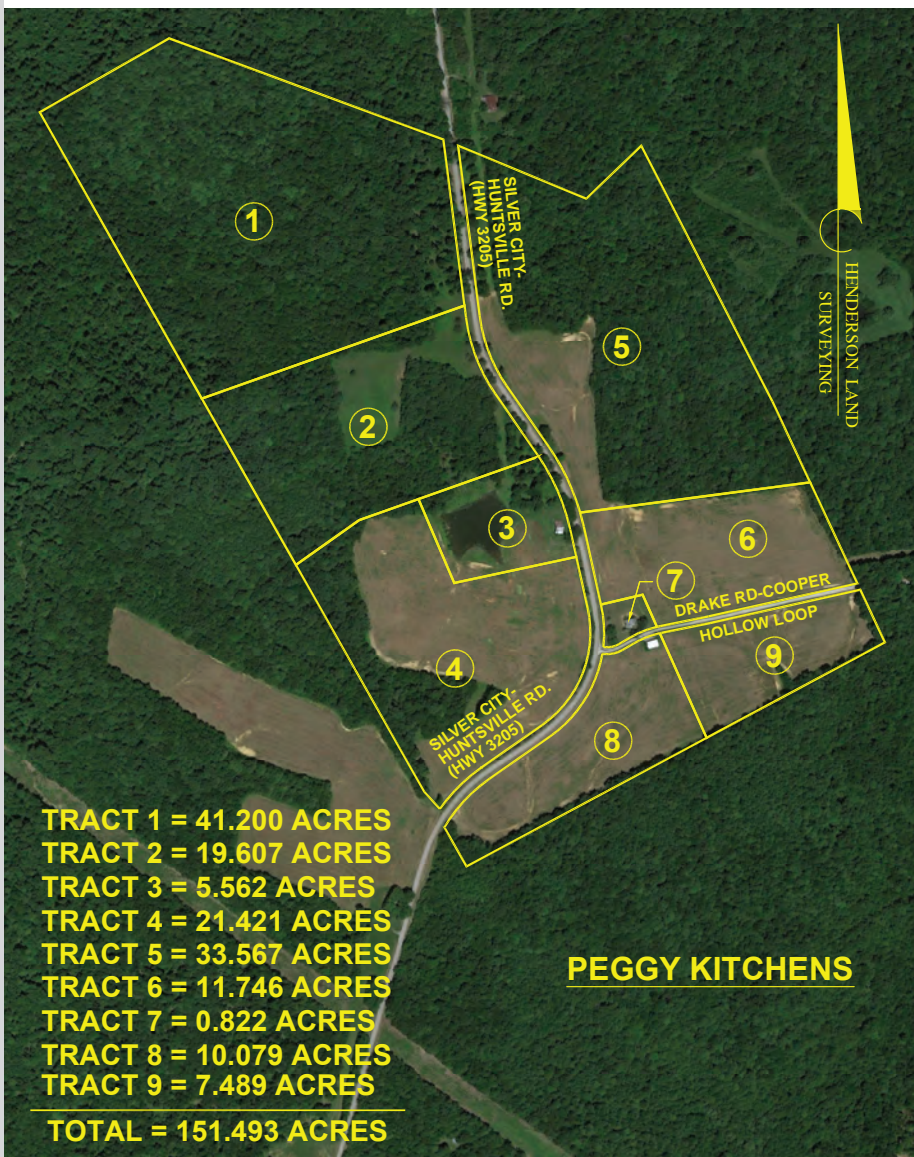 1
SILVER CITY-
HUNTSVILLE RD.
(HWY 3205)
HENDERSON LAND
SURVEYING
5
2
3
6
7
DRAKE RD-COOPER
HOLLOW LOOP
9
4
SILVER CITY-
HUNTSVILLE RD.
(HWY 3205)
8
TRACT 1 = 41.200 ACRES
TRACT 2 = 19.607 ACRES
TRACT 3 = 5.562 ACRES
TRACT 4 = 21.421 ACRES
TRACT 5 = 33.567 ACRES
TRACT 6 = 11.746 ACRES
TRACT 7 = 0.822 ACRES
TRACT 8 = 10.079 ACRES
TRACT 9 = 7.489 ACRES
TOTAL = 151.493 ACRES
PEGGY KITCHENS